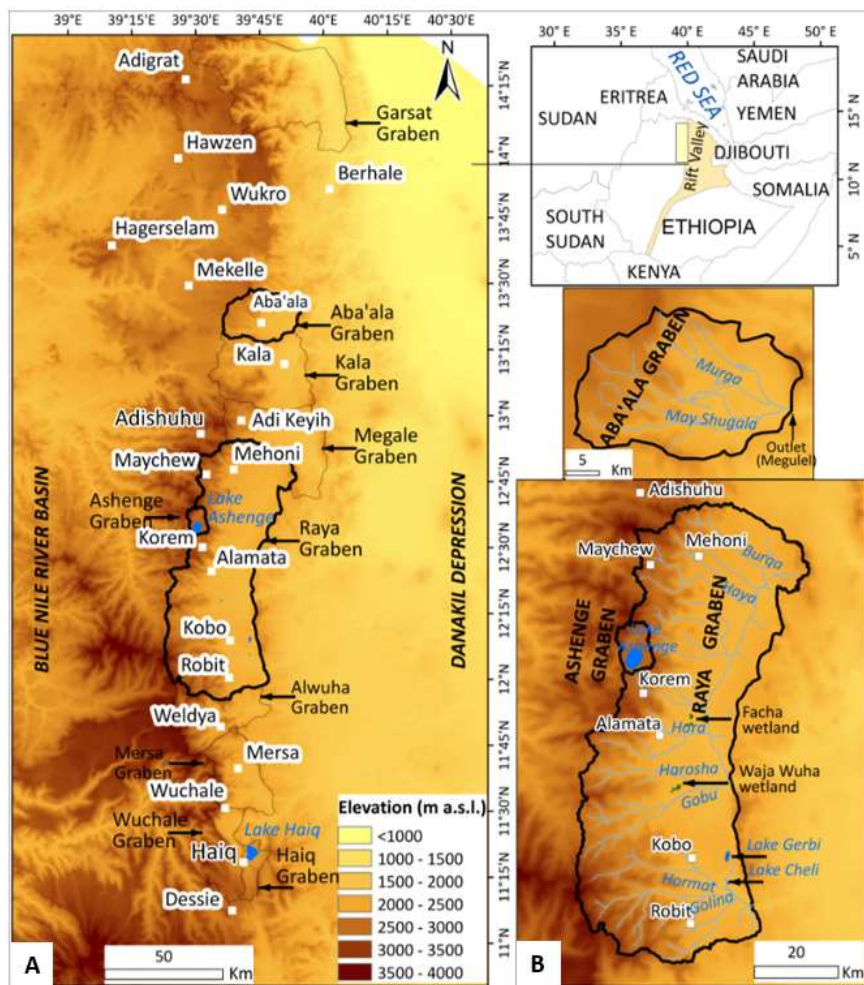 39°E 39°15'E 39°30'E 39°45'E 40°E 40°15'E 40°30'E
N
Adigrat
Garsat
Graben
Hawzen
Berhale
Wukro
Hagerselam
Mekelle
Aba'ala
Aba'ala
Graben
Kala
Kala
Graben
Adishuhu
Adi Keyih
Megale
Graben
Maychew
Mehoni
Ashenge
Graben
Lake
Ashenge
Korem
Raya
Graben
Alamata
Kobo
Robit
Alwuha
Graben
Weldya
Mersa
Graben
Mersa
Wuchale
Wuchale
Graben
Lake Haiq
Haiq
Haiq
Graben
Dessie
BLUE NILE RIVER BASIN
DANAKIL DEPRESSION
Elevation (m a.s.l.)
<1000
1000 - 1500
1500 - 2000
2000 - 2500
2500 - 3000
3000 - 3500
3500 - 4000
50
Km
A
14°15'N
14°N
13°45'N
13°30'N
13°15'N
13°N
12°45'N
12°30'N
12°15'N
12°N
11°45'N
11°30'N
11°15'N
11°N
30°E 35°E 40°E 45°E 50°E
SAUDI
ARABIA
RED SEA
ERITREA
SUDAN
YEMEN
Rift Valley
DJIBOUTI
SOMALIA
SOUTH
SUDAN
ETHIOPIA
KENYA
15°N
10°N
5°N
ABA'ALA GRABEN
Murga
May Shugala
5
Km
Outlet
(Megulel)
Adishuhu
Maychew
Mehoni
Burqa
Haya
ASHENGE
GRABEN
RAYA
GRABEN
Korem
Alamata
Hara
Facha
wetland
Harosha
Gobu
Waja Wuha
wetland
Kobo
Lake Gerbi
Lake Cheli
Hormat
Golina
Robit
20
Km
B